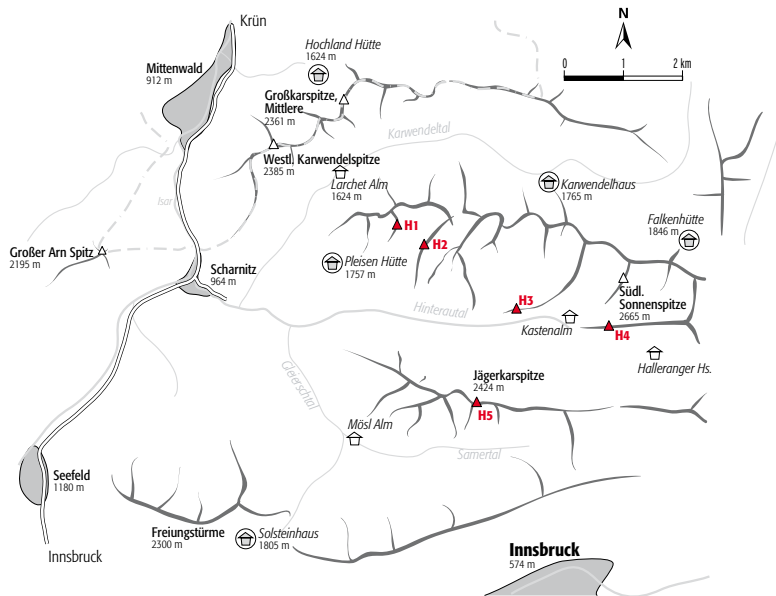 Krün
N
Hochland Hütte
1624 m
Mittenwald
912 m
0 1 2 km
Großkarspitze,
Mittlere
2361 m
Karwendeltal
Westl. Karwendelspitze
2385 m
Larchet Alm
1624 m
Karwendelhaus
1765 m
Isar
H1
Falkenhütte
1846 m
H2
Großer Arn Spitz
2195 m
Pleisen Hütte
1757 m
Scharnitz
964 m
Südl.
Sonnenspitze
2665 m
H3
Hinterautal
Kastenalm
H4
Halleranger Hs.
Gleierschtal
Jägerkarspitze
2424 m
H5
Mösl Alm
Samertal
Seefeld
1180 m
Freiungstürme
2300 m
Solsteinhaus
1805 m
Innsbruck
Innsbruck
574 m